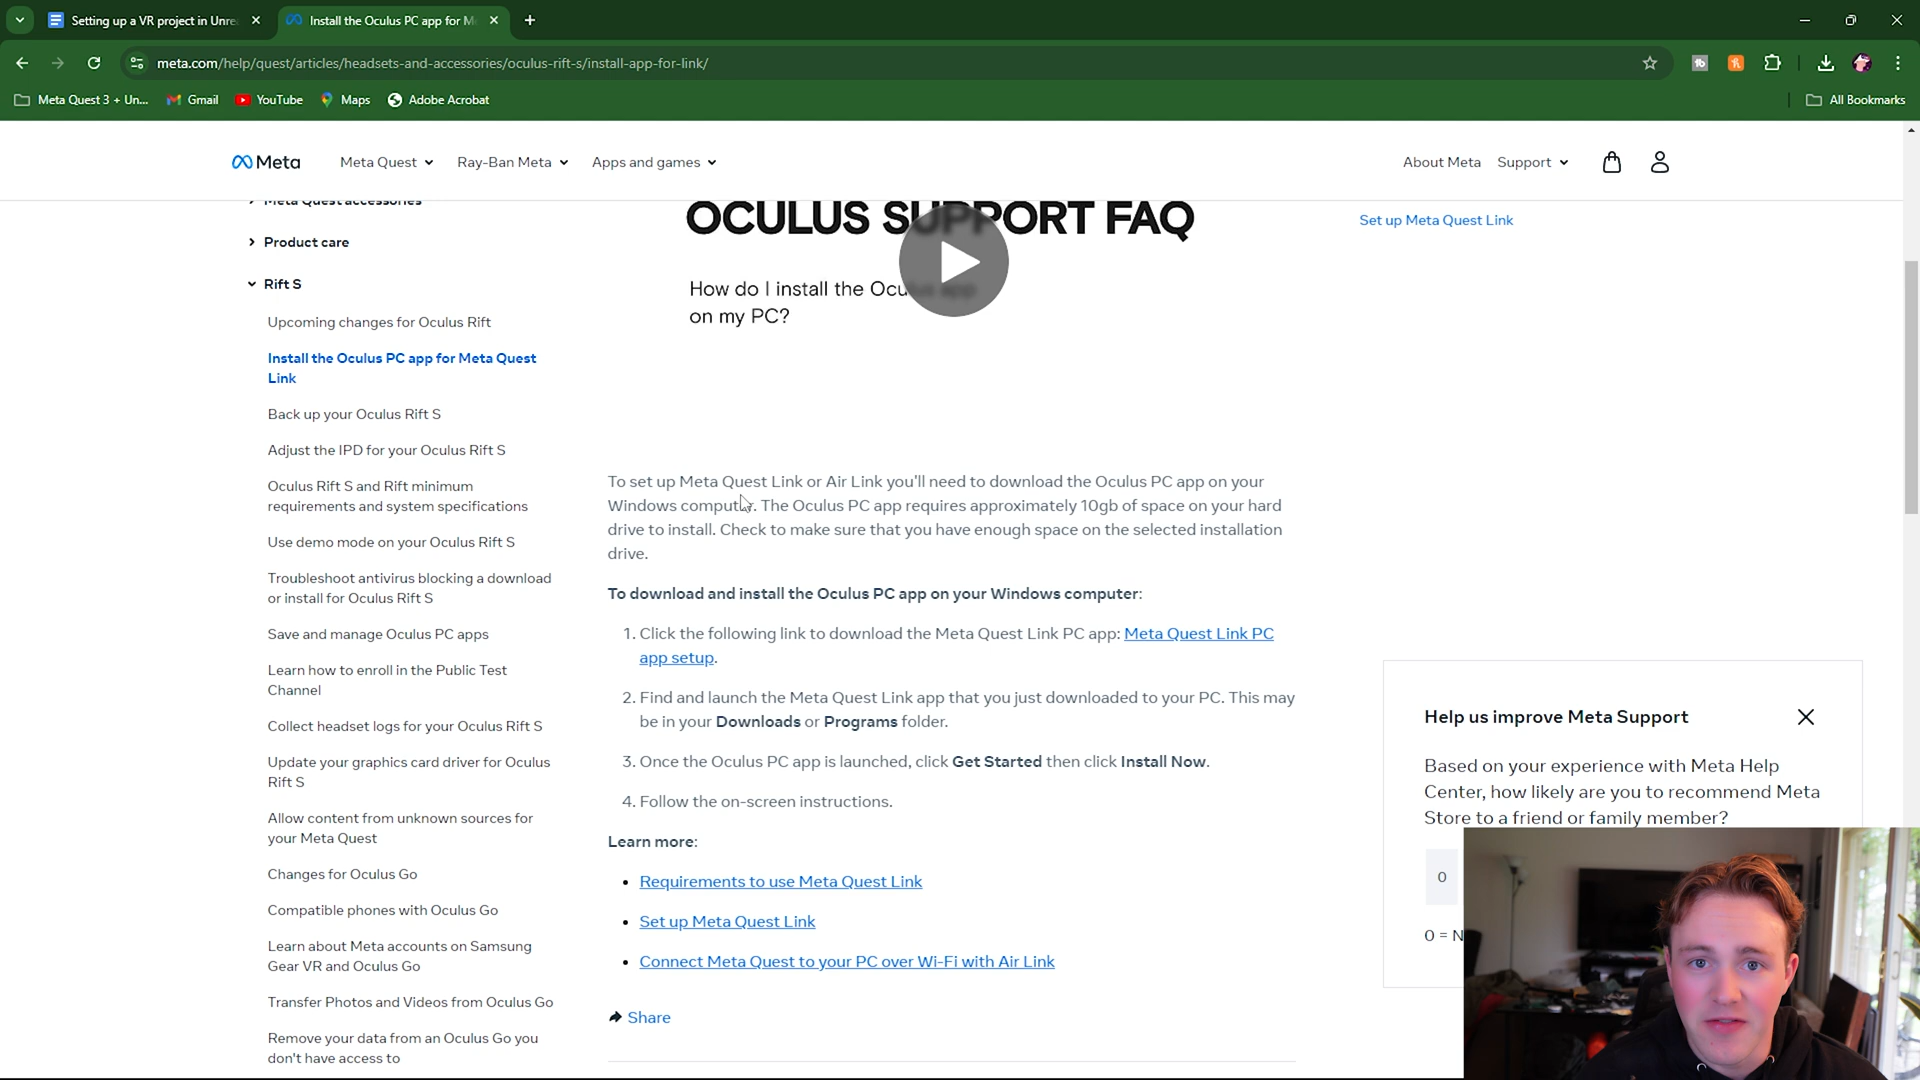 Setting up a VR project in Unre
Install the Oculus PC app for M
meta.com/help/quest/articles/headsets-and-accessories/oculus-rift-s/install-app-for-link/
Meta Quest 3 + Un...
Gmail
YouTube
Maps
Adobe Acrobat
All Bookmarks
Meta
Meta Quest
Ray-Ban Meta
Apps and games
About Meta
Support
Meta Quest accessories
Product care
Rift S
Upcoming changes for Oculus Rift
Install the Oculus PC app for Meta Quest
Link
Back up your Oculus Rift S
Adjust the IPD for your Oculus Rift S
Oculus Rift S and Rift minimum
requirements and system specifications
Use demo mode on your Oculus Rift S
Troubleshoot antivirus blocking a download
or install for Oculus Rift S
Save and manage Oculus PC apps
Learn how to enroll in the Public Test
Channel
Collect headset logs for your Oculus Rift S
Update your graphics card driver for Oculus
Rift S
Allow content from unknown sources for
your Meta Quest
Changes for Oculus Go
Compatible phones with Oculus Go
Learn about Meta accounts on Samsung
Gear VR and Oculus Go
Transfer Photos and Videos from Oculus Go
Remove your data from an Oculus Go you
don't have access to
OCULUS SUPPORT FAQ
How do I install the Oculus app
on my PC?
To set up Meta Quest Link or Air Link you'll need to download the Oculus PC app on your
Windows computer. The Oculus PC app requires approximately 10gb of space on your hard
drive to install. Check to make sure that you have enough space on the selected installation
drive.
To download and install the Oculus PC app on your Windows computer:
1. Click the following link to download the Meta Quest Link PC app: Meta Quest Link PC
app setup.
2. Find and launch the Meta Quest Link app that you just downloaded to your PC. This may
be in your Downloads or Programs folder.
3. Once the Oculus PC app is launched, click Get Started then click Install Now.
4. Follow the on-screen instructions.
Learn more:
• Requirements to use Meta Quest Link
• Set up Meta Quest Link
• Connect Meta Quest to your PC over Wi-Fi with Air Link
Share
Set up Meta Quest Link
Help us improve Meta Support
Based on your experience with Meta Help
Center, how likely are you to recommend Meta
Store to a friend or family member?
0
0 = N